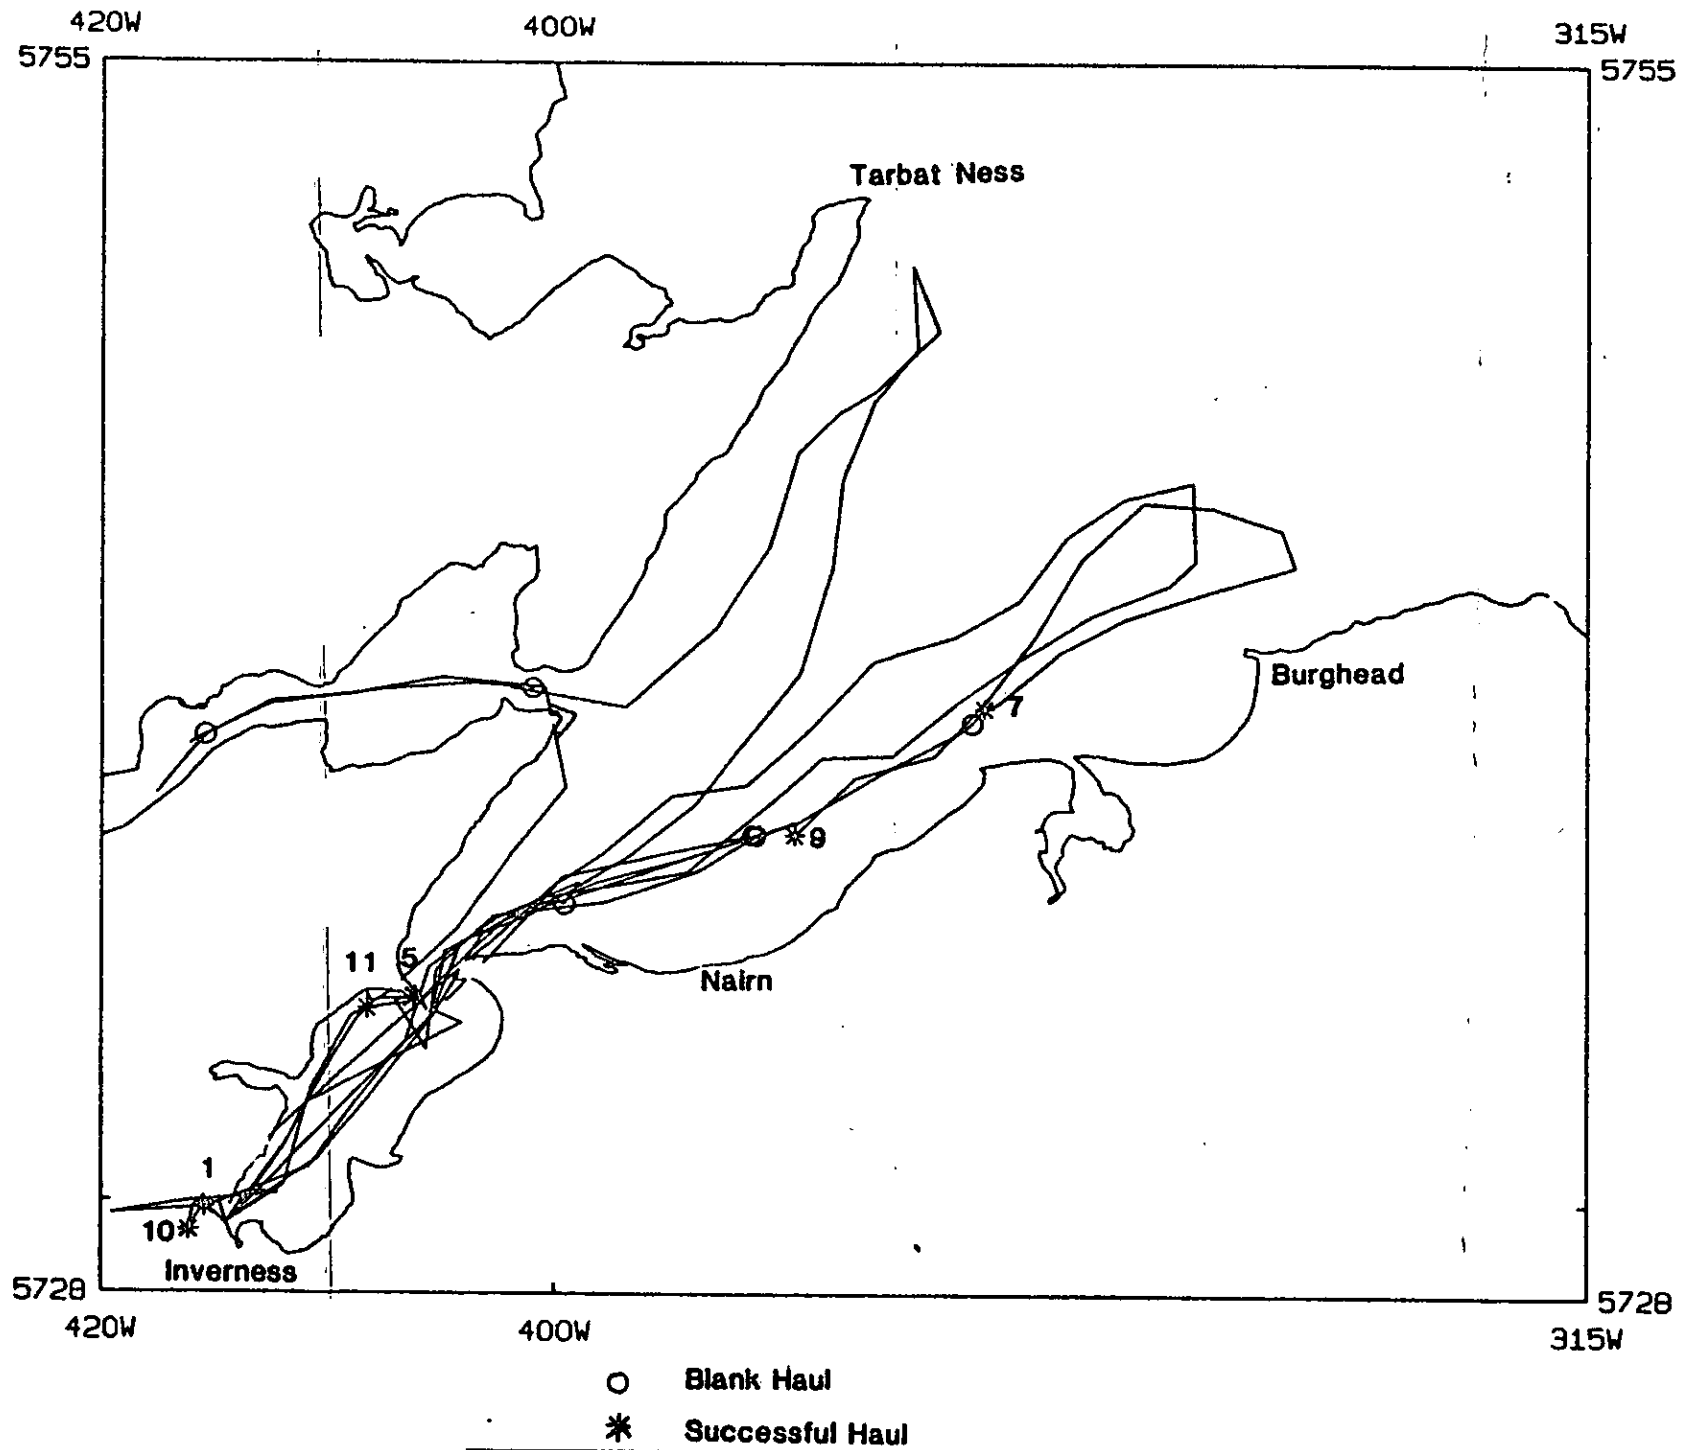 420W 400W 315W
5755 5755
Tarbat Ness
Burghead
7
9
11 5
Nairn
1
10
Inverness
5728 5728
420W 400W 315W
Blank Haul
Successful Haul